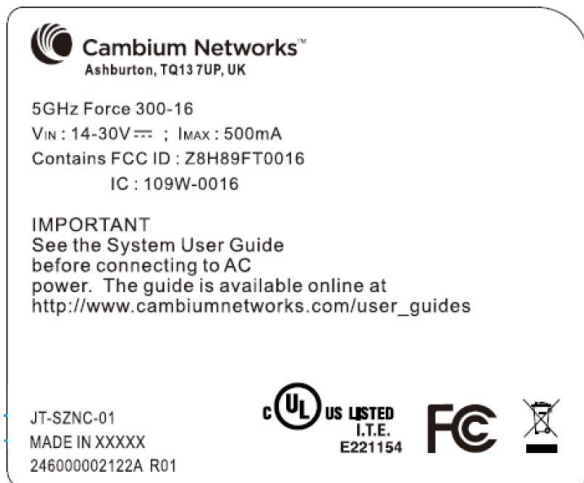 Cambium Networks™
Ashburton, TQ13 7UP, UK
5GHz Force 300-16
VIN : 14-30V⎓ ; IMAX : 500mA
Contains FCC ID : Z8H89FT0016
IC : 109W-0016
IMPORTANT
See the System User Guide
before connecting to AC
power. The guide is available online at
http://www.cambiumnetworks.com/user_guides
JT-SZNC-01
MADE IN XXXXX
246000002122A R01
C UL US LISTED
I.T.E.
E221154
FC